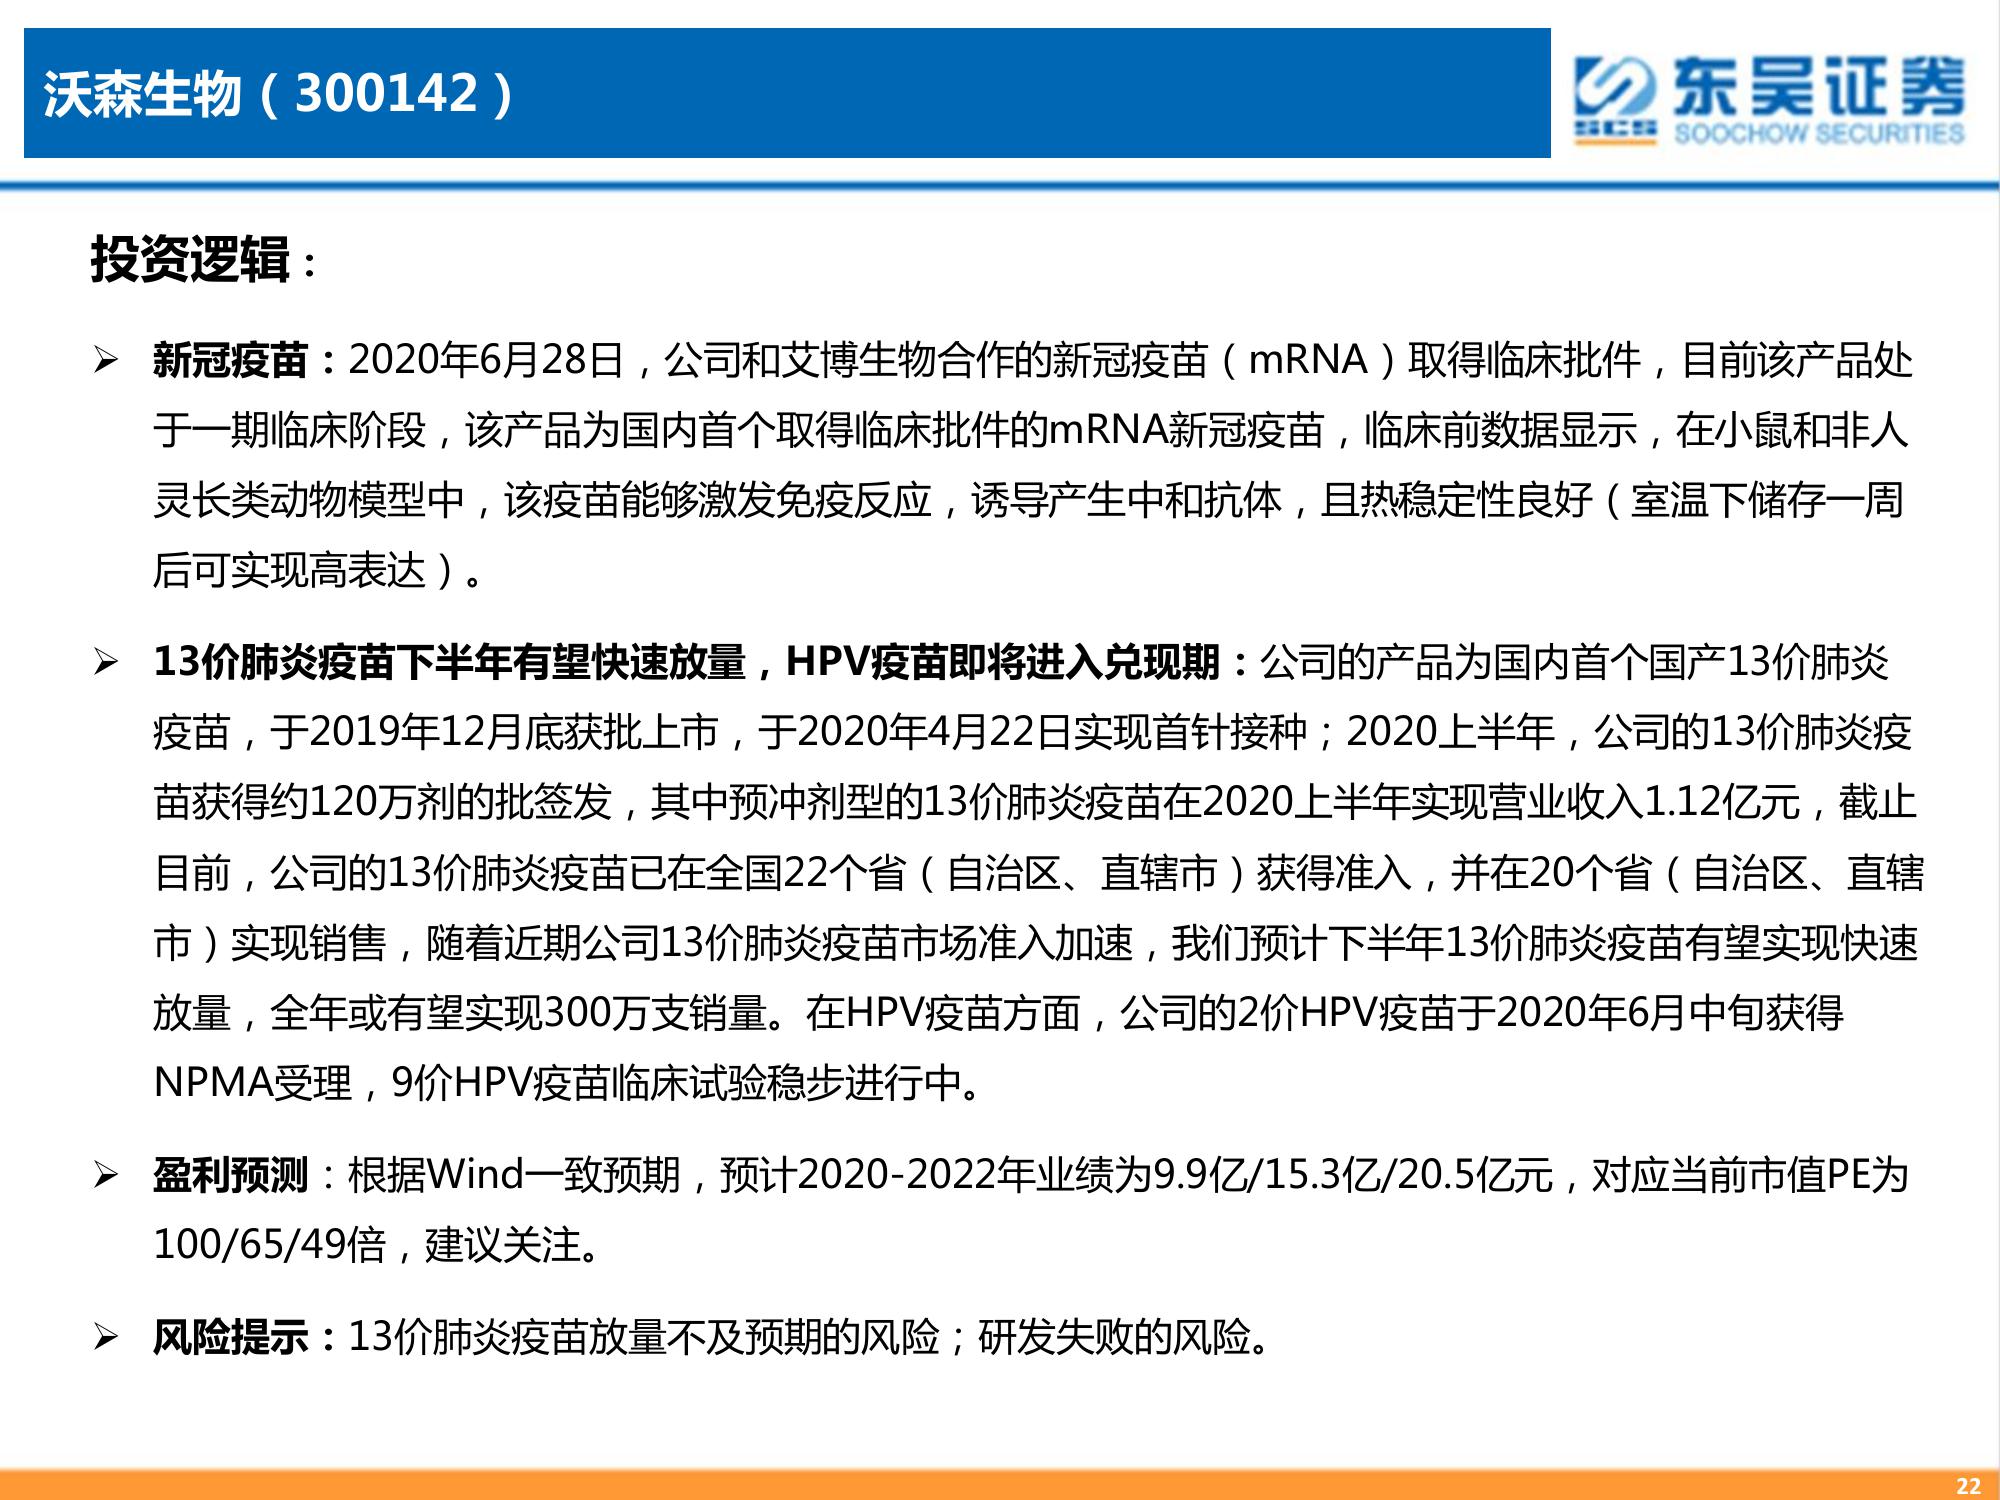 沃森生物（300142）
东吴证券
SCS
SOOCHOW SECURITIES
投资逻辑：
新冠疫苗：2020年6月28日，公司和艾博生物合作的新冠疫苗（mRNA）取得临床批件，目前该产品处
于一期临床阶段，该产品为国内首个取得临床批件的mRNA新冠疫苗，临床前数据显示，在小鼠和非人
灵长类动物模型中，该疫苗能够激发免疫反应，诱导产生中和抗体，且热稳定性良好（室温下储存一周
后可实现高表达）。
13价肺炎疫苗下半年有望快速放量，HPV疫苗即将进入兑现期：公司的产品为国内首个国产13价肺炎
疫苗，于2019年12月底获批上市，于2020年4月22日实现首针接种；2020上半年，公司的13价肺炎疫
苗获得约120万剂的批签发，其中预冲剂型的13价肺炎疫苗在2020上半年实现营业收入1.12亿元，截止
目前，公司的13价肺炎疫苗已在全国22个省（自治区、直辖市）获得准入，并在20个省（自治区、直辖
市）实现销售，随着近期公司13价肺炎疫苗市场准入加速，我们预计下半年13价肺炎疫苗有望实现快速
放量，全年或有望实现300万支销量。在HPV疫苗方面，公司的2价HPV疫苗于2020年6月中旬获得
NPMA受理，9价HPV疫苗临床试验稳步进行中。
盈利预测：根据Wind一致预期，预计2020-2022年业绩为9.9亿/15.3亿/20.5亿元，对应当前市值PE为
100/65/49倍，建议关注。
风险提示：13价肺炎疫苗放量不及预期的风险；研发失败的风险。
22